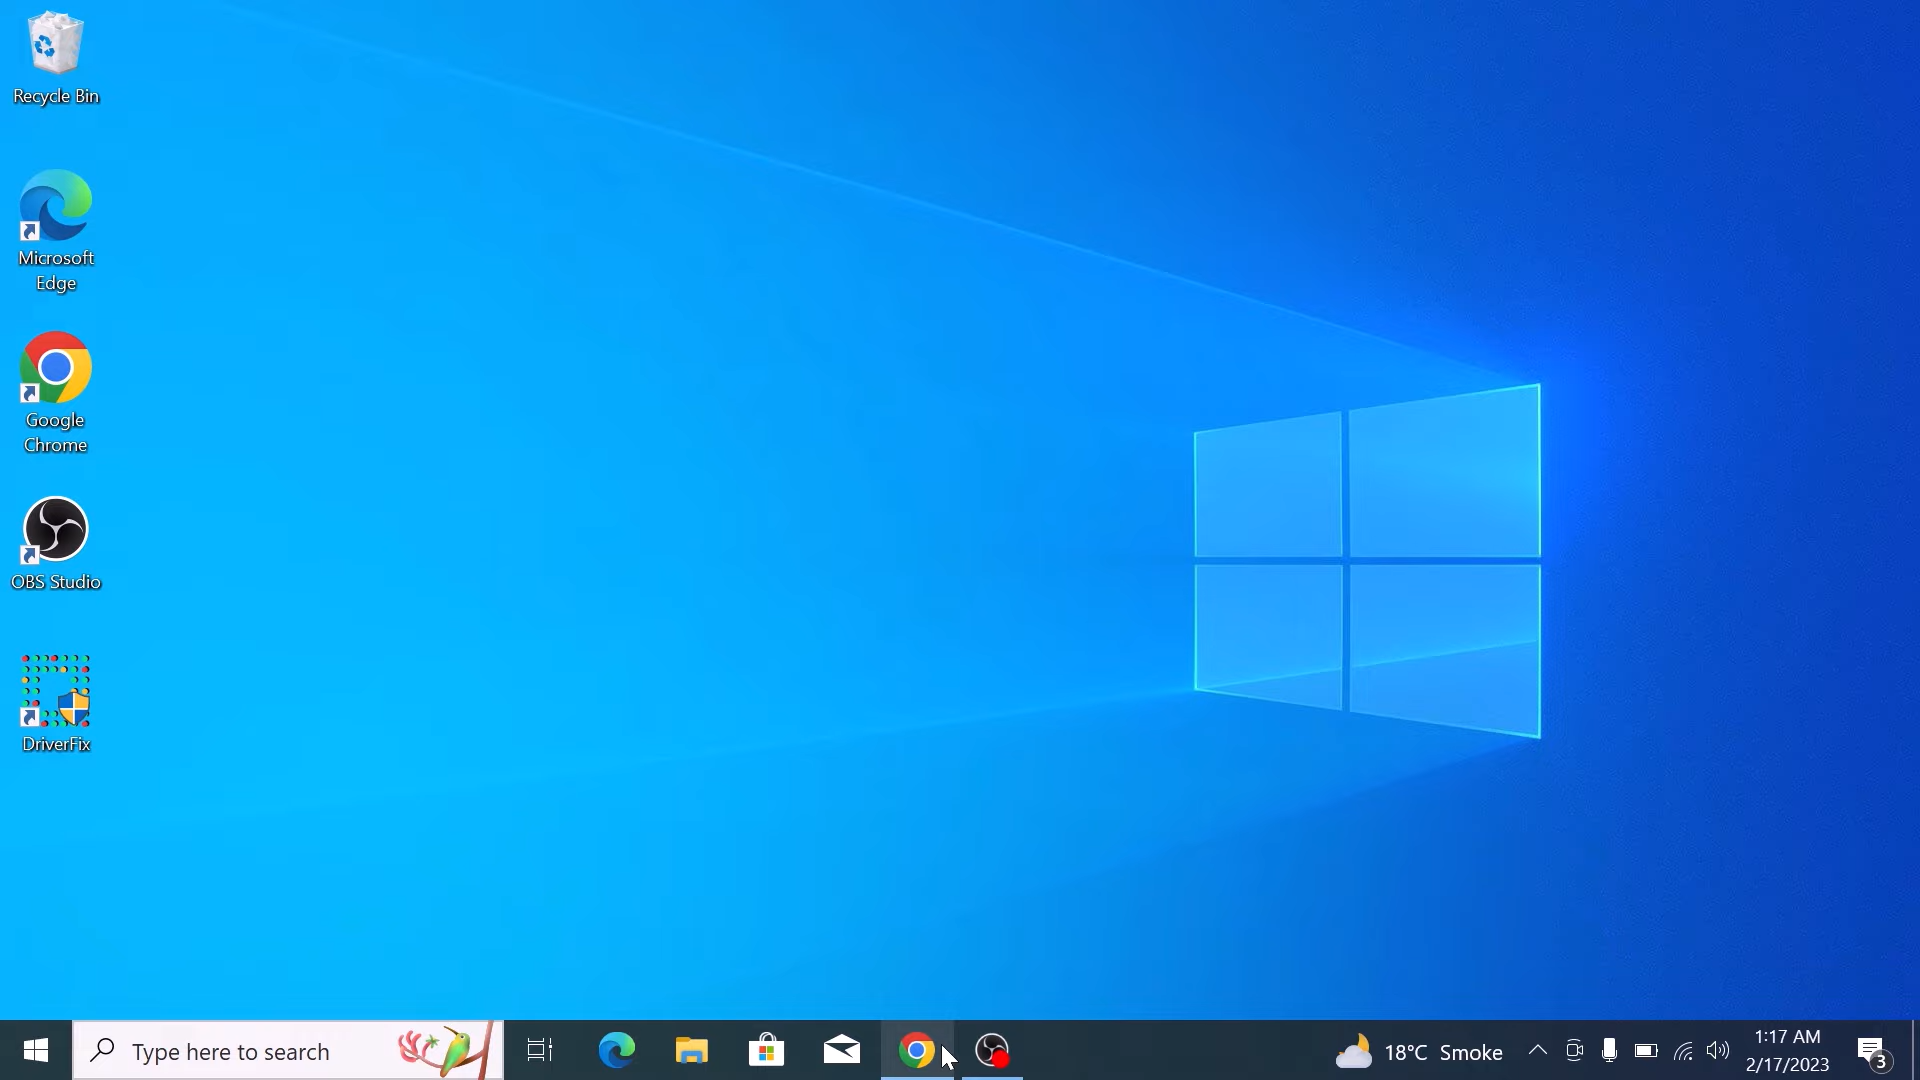 Recycle Bin
Microsoft
Edge
Google
Chrome
OBS Studio
DriverFix
Type here to search
18°C Smoke
1:17 AM
2/17/2023
3